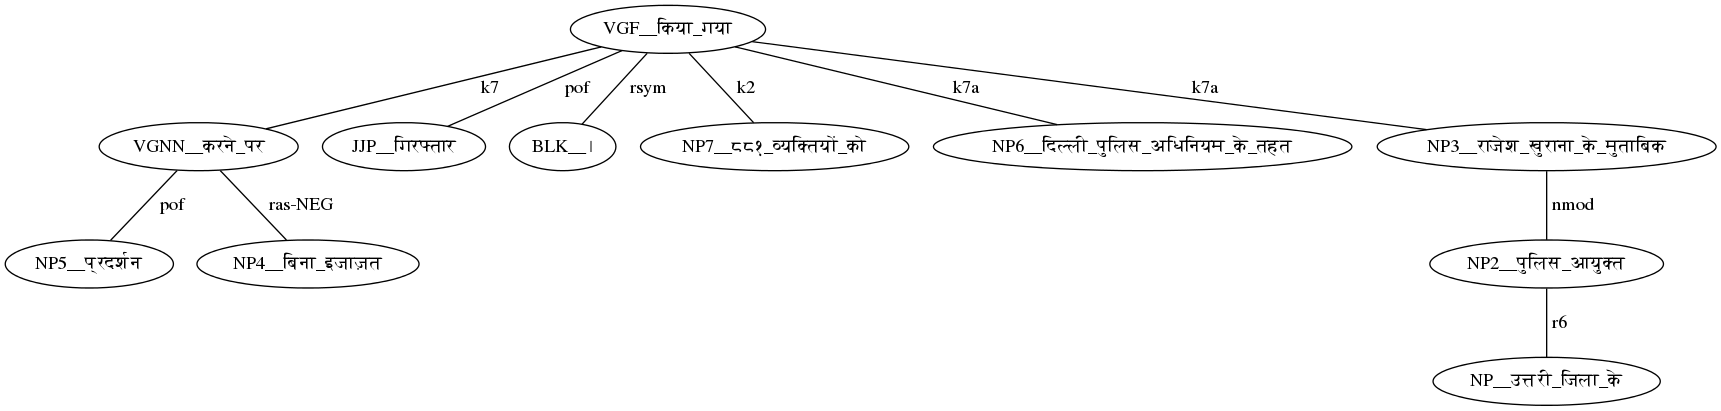 VGF__किया_गया
k7 pof rsym k2 k7a k7a
VGNN__करने_पर JJP__गिरफ्तार BLK__। NP7__८८१_व्यक्तियों_को NP6__दिल्ली_पुलिस_अधिनियम_के_तहत NP3__राजेश_खुराना_के_मुताबिक
pof ras-NEG nmod
NP5__प्रदर्शन NP4__बिना_इजाज़त NP2__पुलिस_आयुक्त
r6
NP__उत्तरी_जिला_के